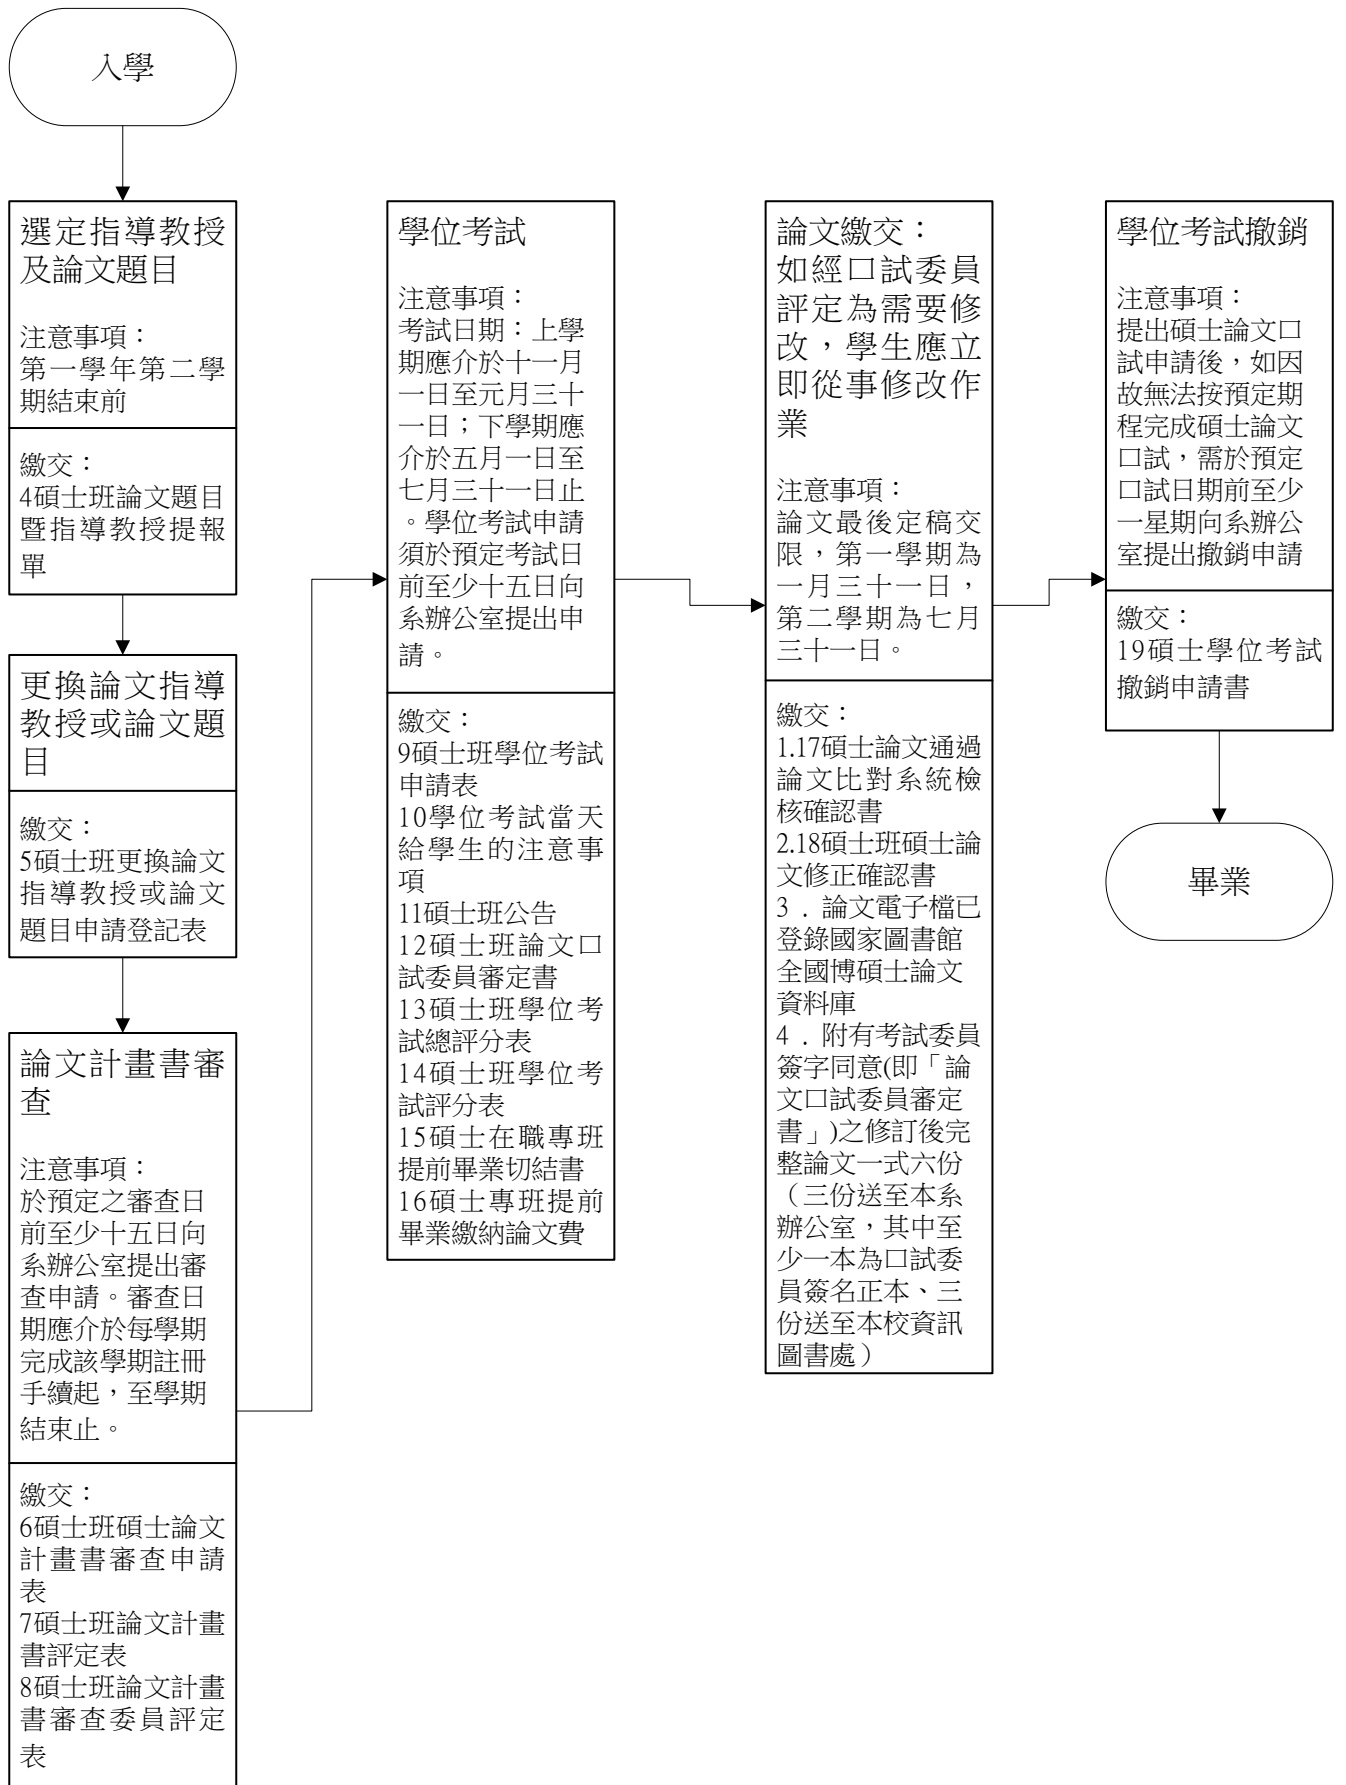 入學
選定指導教授
及論文題目
注意事項：
第一學年第二學
期結束前
繳交：
4碩士班論文題目
暨指導教授提報
單
更換論文指導
教授或論文題
目
繳交：
5碩士班更換論文
指導教授或論文
題目申請登記表
論文計畫書審
查
注意事項：
於預定之審查日
前至少十五日向
系辦公室提出審
查申請。審查日
期應介於每學期
完成該學期註冊
手續起，至學期
結束止。
繳交：
6碩士班碩士論文
計畫書審查申請
表
7碩士班論文計畫
書評定表
8碩士班論文計畫
書審查委員評定
表
學位考試
注意事項：
考試日期：上學
期應介於十一月
一日至元月三十
一日；下學期應
介於五月一日至
七月三十一日止
。學位考試申請
須於預定考試日
前至少十五日向
系辦公室提出申
請。
繳交：
9碩士班學位考試
申請表
10學位考試當天
給學生的注意事
項
11碩士班公告
12碩士班論文口
試委員審定書
13碩士班學位考
試總評分表
14碩士班學位考
試評分表
15碩士在職專班
提前畢業切結書
16碩士專班提前
畢業繳納論文費
論文繳交：
如經口試委員
評定為需要修
改，學生應立
即從事修改作
業
注意事項：
論文最後定稿交
限，第一學期為
一月三十一日，
第二學期為七月
三十一日。
繳交：
1.17碩士論文通過
論文比對系統檢
核確認書
2.18碩士班碩士論
文修正確認書
3．論文電子檔已
登錄國家圖書館
全國博碩士論文
資料庫
4．附有考試委員
簽字同意(即「論
文口試委員審定
書」)之修訂後完
整論文一式六份
（三份送至本系
辦公室，其中至
少一本為口試委
員簽名正本、三
份送至本校資訊
圖書處）
學位考試撤銷
注意事項：
提出碩士論文口
試申請後，如因
故無法按預定期
程完成碩士論文
口試，需於預定
口試日期前至少
一星期向系辦公
室提出撤銷申請
繳交：
19碩士學位考試
撤銷申請書
畢業